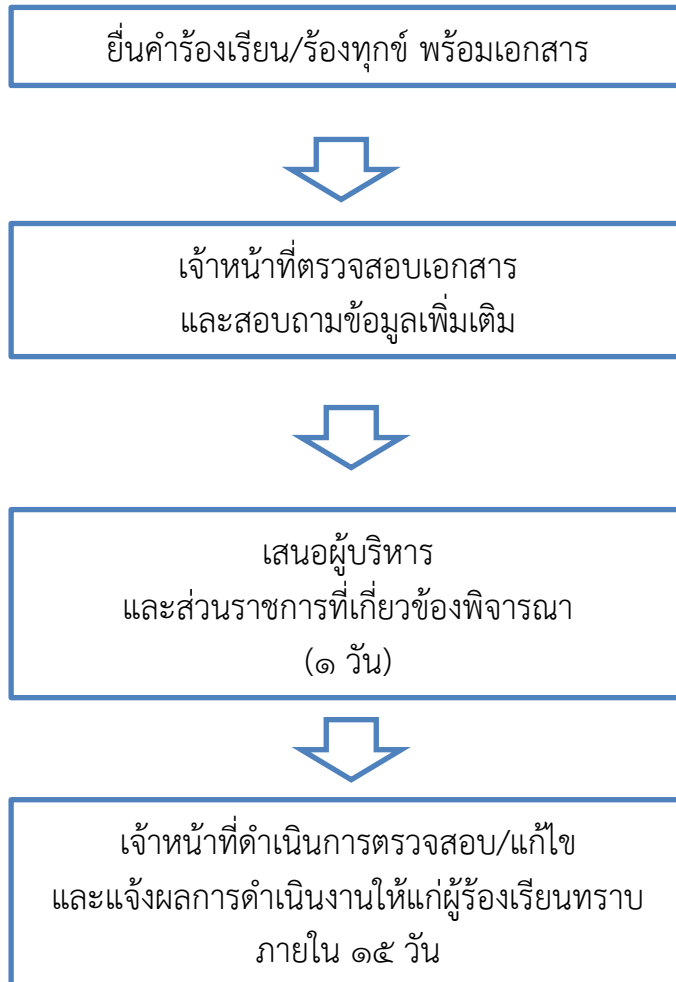 ยื่นคำร้องเรียน/ร้องทุกข์ พร้อมเอกสาร
เจ้าหน้าที่ตรวจสอบเอกสาร
และสอบถามข้อมูลเพิ่มเติม
เสนอผู้บริหาร
และส่วนราชการที่เกี่ยวข้องพิจารณา
(๑ วัน)
เจ้าหน้าที่ดำเนินการตรวจสอบ/แก้ไข
และแจ้งผลการดำเนินงานให้แก่ผู้ร้องเรียนทราบ
ภายใน ๑๕ วัน